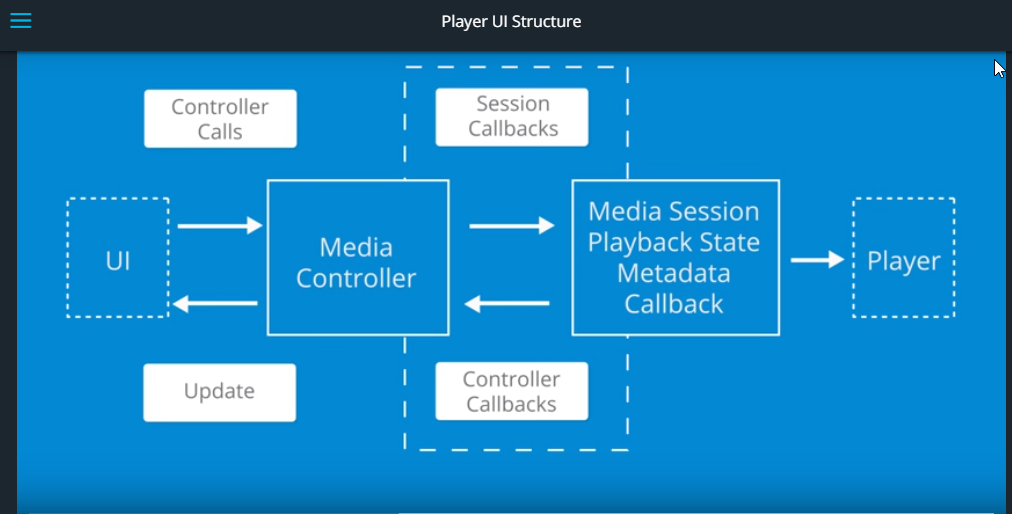 Player UI Structure
Controller
Calls
Session
Callbacks
UI
Media
Controller
Media Session
Playback State
Metadata
Callback
Player
Update
Controller
Callbacks